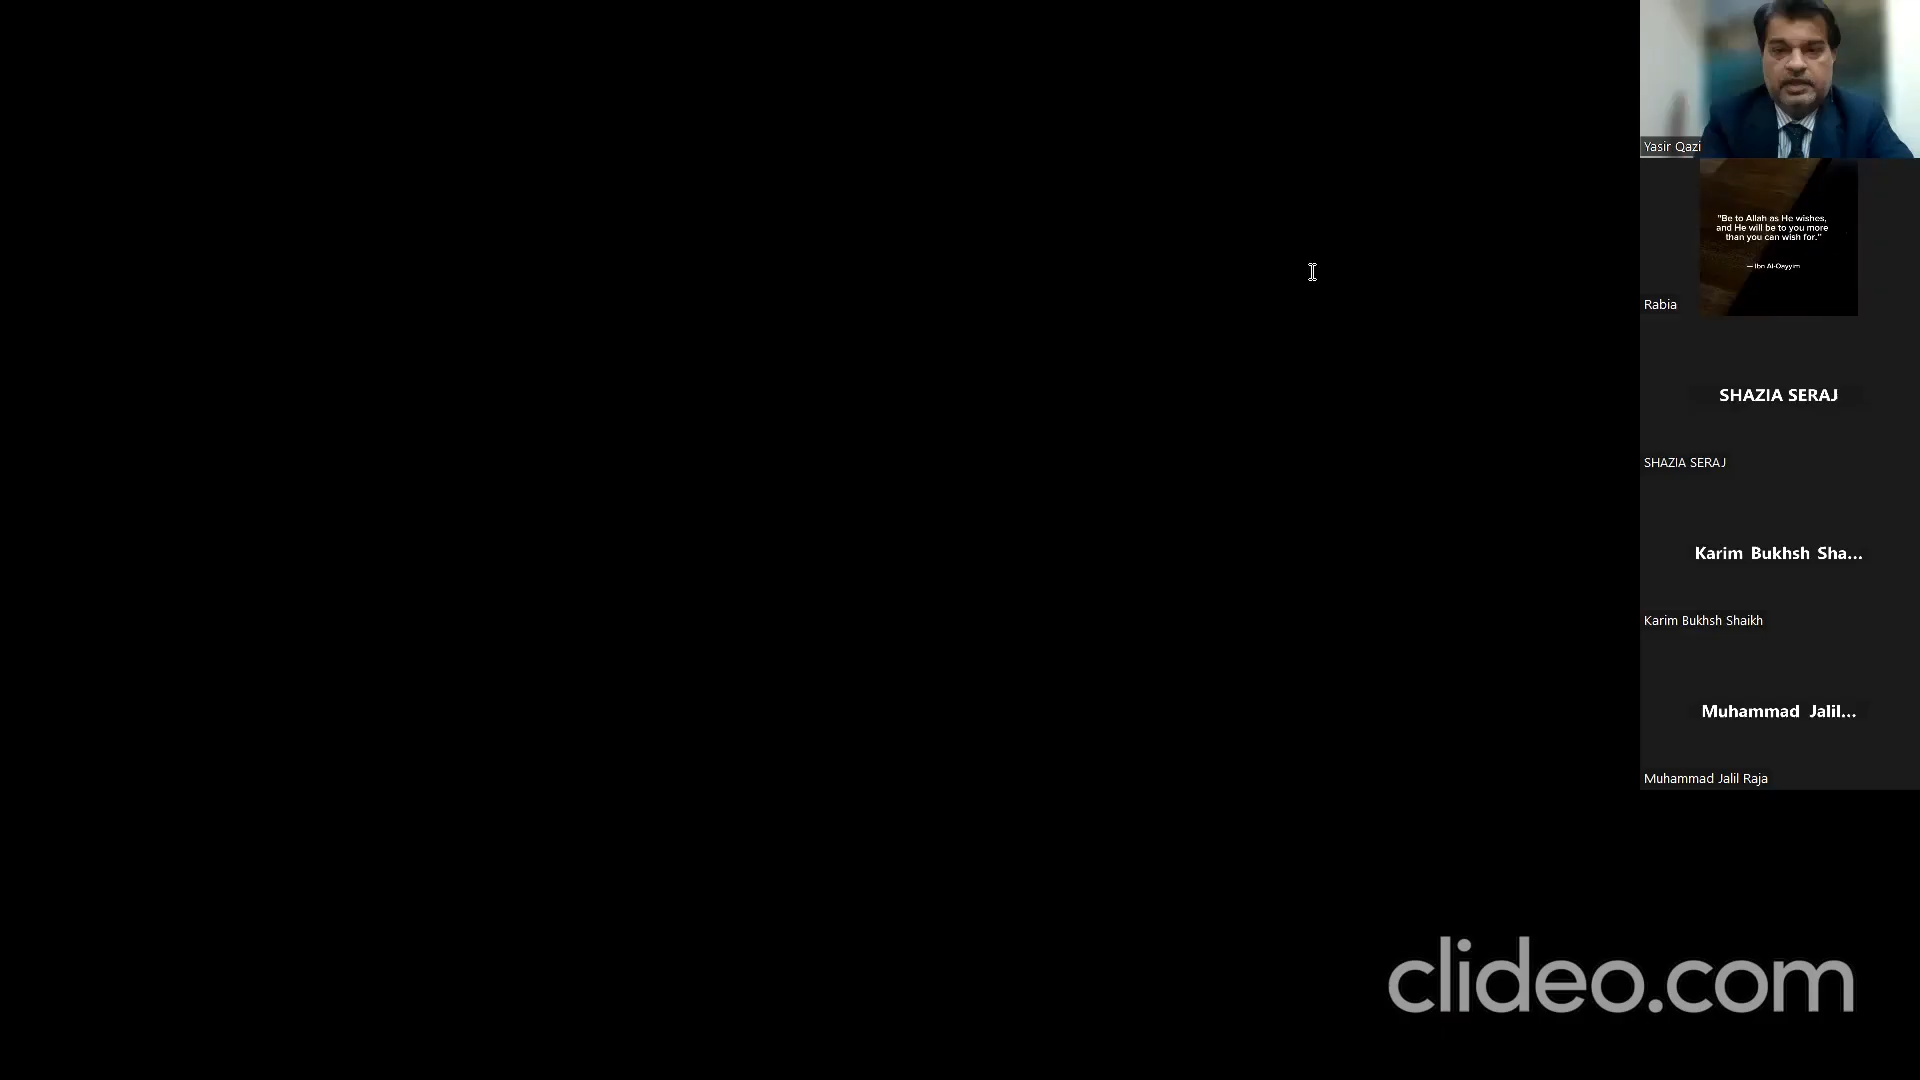 Yasir Qazi
"Be to Allah as He wishes,
and He will be to you more
than you can wish for."
— Ibn Al-Qayyim
Rabia
SHAZIA SERAJ
SHAZIA SERAJ
Karim Bukhsh Sha...
Karim Bukhsh Shaikh
Muhammad Jalil...
Muhammad Jalil Raja
clideo.com